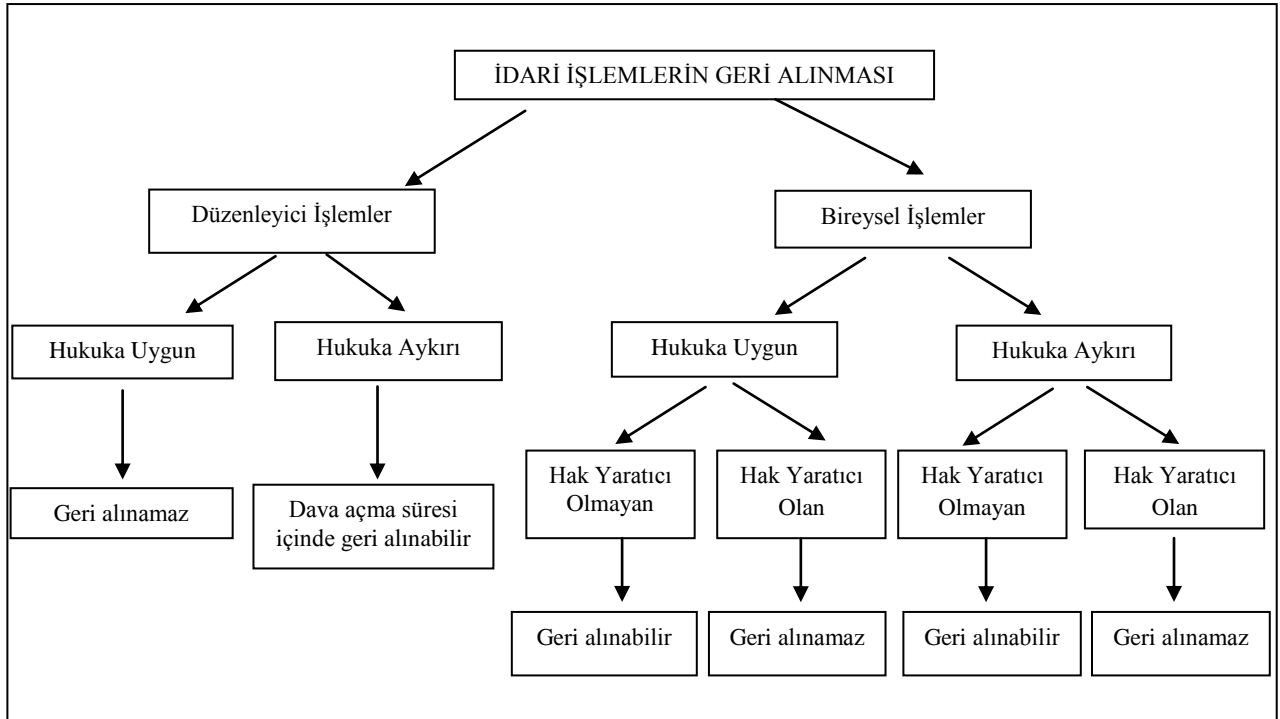 İDARİ İŞLEMLERİN GERİ ALINMASI
Düzenleyici İşlemler
Bireysel İşlemler
Hukuka Uygun
Hukuka Aykırı
Hukuka Uygun
Hukuka Aykırı
Geri alınamaz
Dava açma süresi
içinde geri alınabilir
Hak Yaratıcı
Olmayan
Hak Yaratıcı
Olan
Hak Yaratıcı
Olmayan
Hak Yaratıcı
Olan
Geri alınabilir
Geri alınamaz
Geri alınabilir
Geri alınamaz